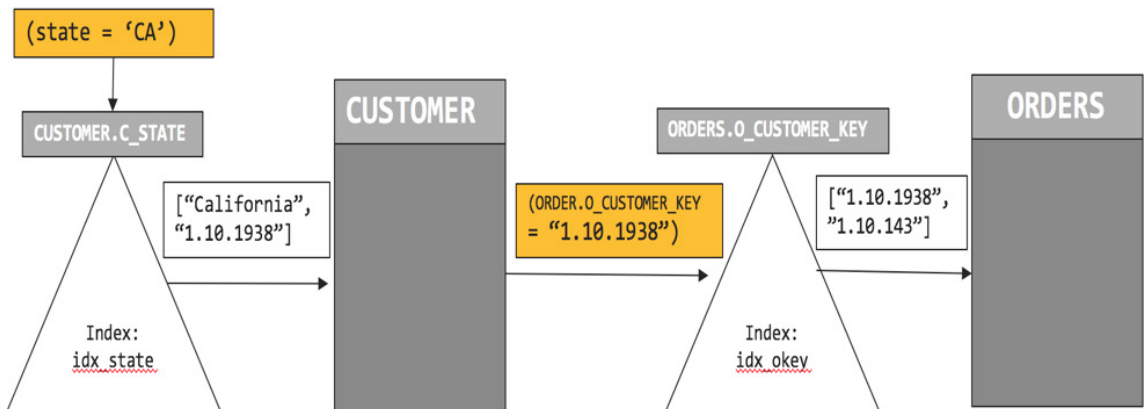 (state = ‘CA’)
CUSTOMER.C_STATE
[“California”,
“1.10.1938”]
Index:
idx_state
CUSTOMER
(ORDER.O_CUSTOMER_KEY
= “1.10.1938”)
ORDERS.O_CUSTOMER_KEY
Index:
idx_okey
[“1.10.1938”,
”1.10.143”]
ORDERS